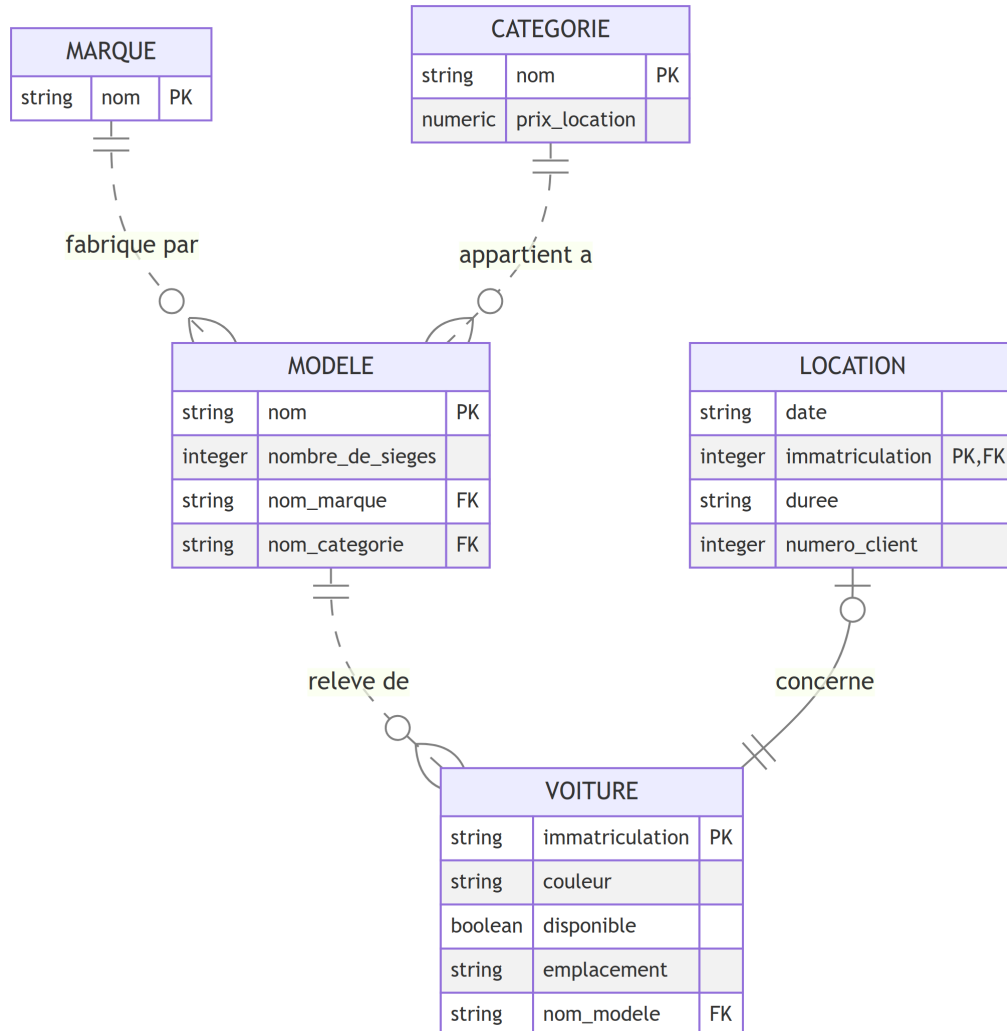 MARQUE
string nom PK
CATEGORIE
string nom PK
numeric prix_location
fabrique par
appartient a
MODELE
string nom PK
integer nombre_de_sieges
string nom_marque FK
string nom_categorie FK
LOCATION
string date
integer immatriculation PK,FK
string duree
integer numero_client
releve de
concerne
VOITURE
string immatriculation PK
string couleur
boolean disponible
string emplacement
string nom_modele FK